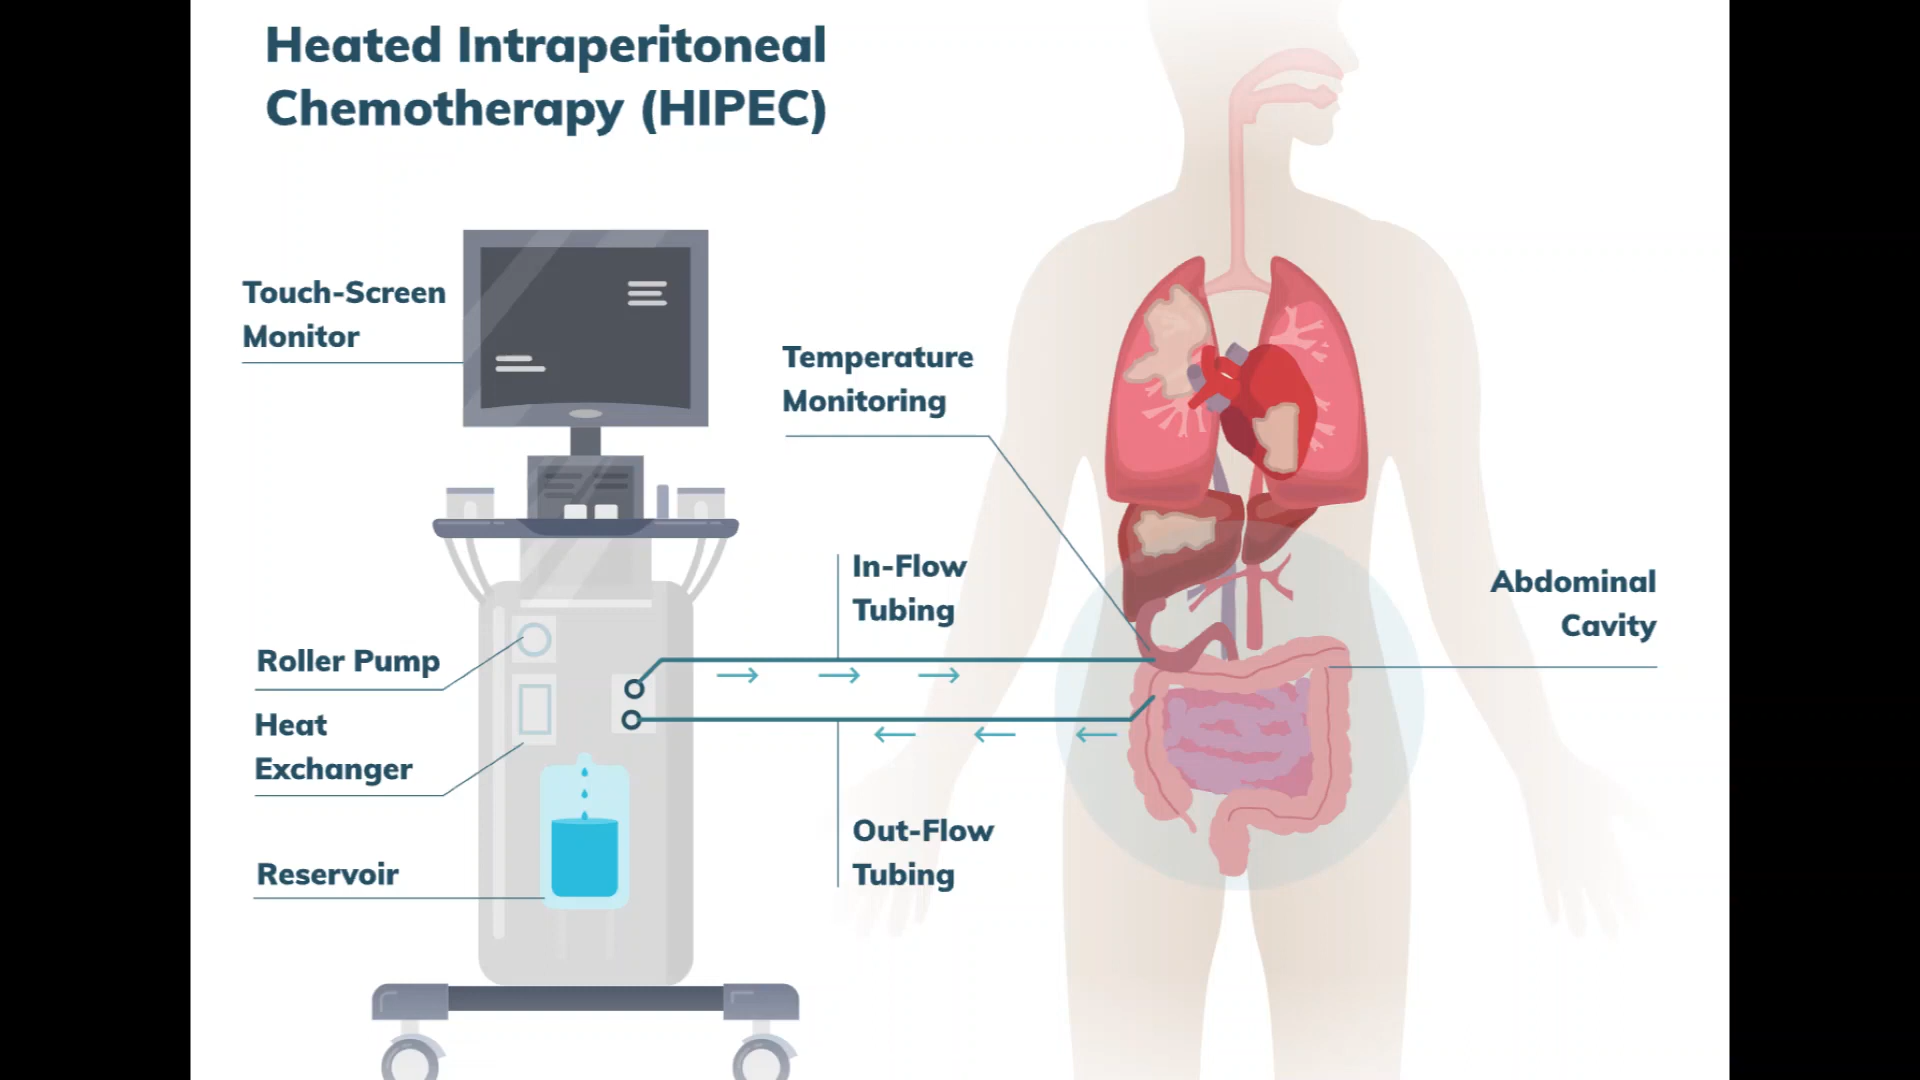 Heated Intraperitoneal
Chemotherapy (HIPEC)
Touch-Screen
Monitor
Temperature
Monitoring
In-Flow
Tubing
Abdominal
Cavity
Roller Pump
Heat
Exchanger
Out-Flow
Tubing
Reservoir